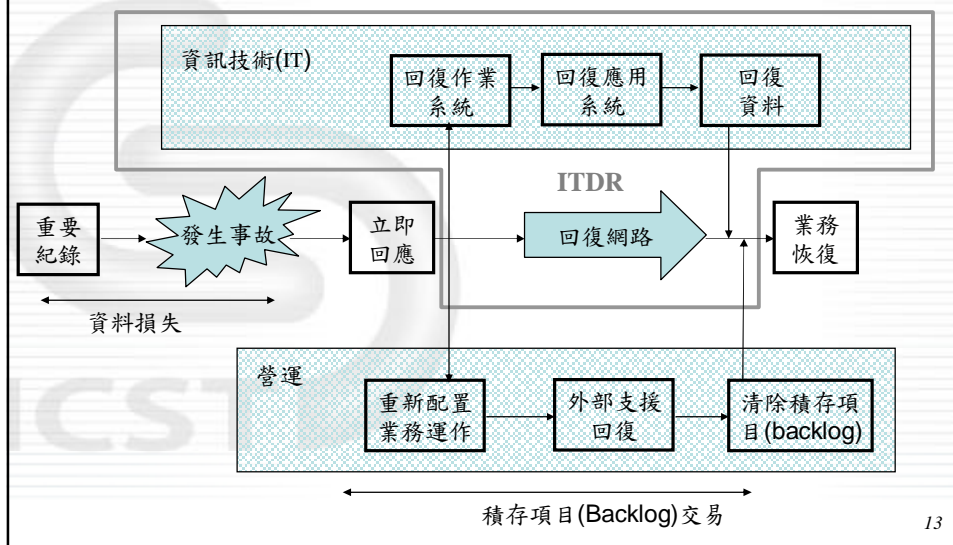 資訊技術(IT)
回復作業
系統
回復應用
系統
回復
資料
ITDR
重要
紀錄
發生事故
立即
回應
回復網路
業務
恢復
資料損失
營運
重新配置
業務運作
外部支援
回復
清除積存項
目(backlog)
積存項目(Backlog)交易
ICST
13